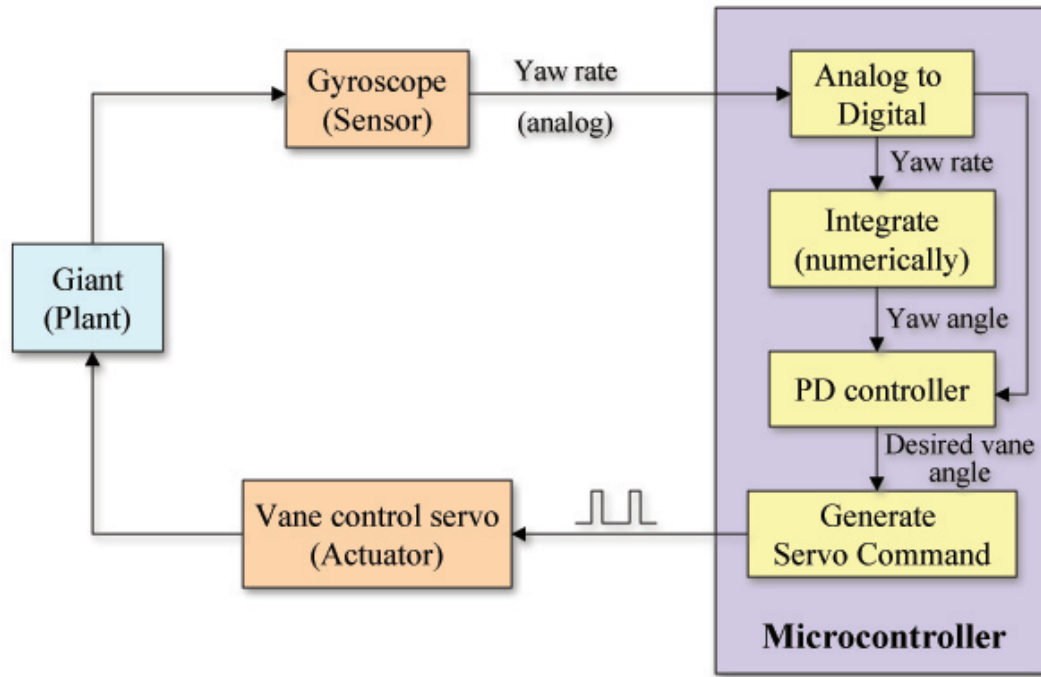 Gyroscope
(Sensor)
Yaw rate
(analog)
Analog to
Digital
Yaw rate
Integrate
(numerically)
Yaw angle
PD controller
Desired vane
angle
Generate
Servo Command
Microcontroller
Vane control servo
(Actuator)
Giant
(Plant)